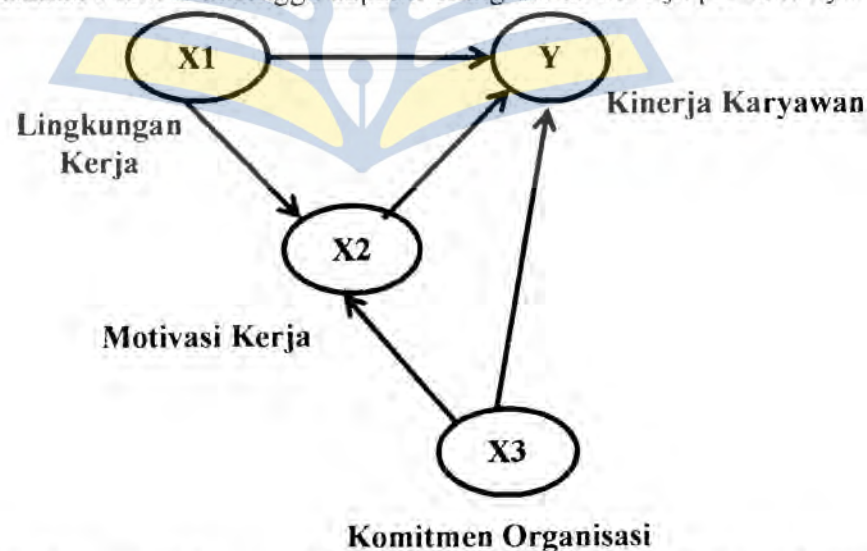 X1
Y
Lingkungan
Kerja
Kinerja Karyawan
X2
Motivasi Kerja
X3
Komitmen Organisasi